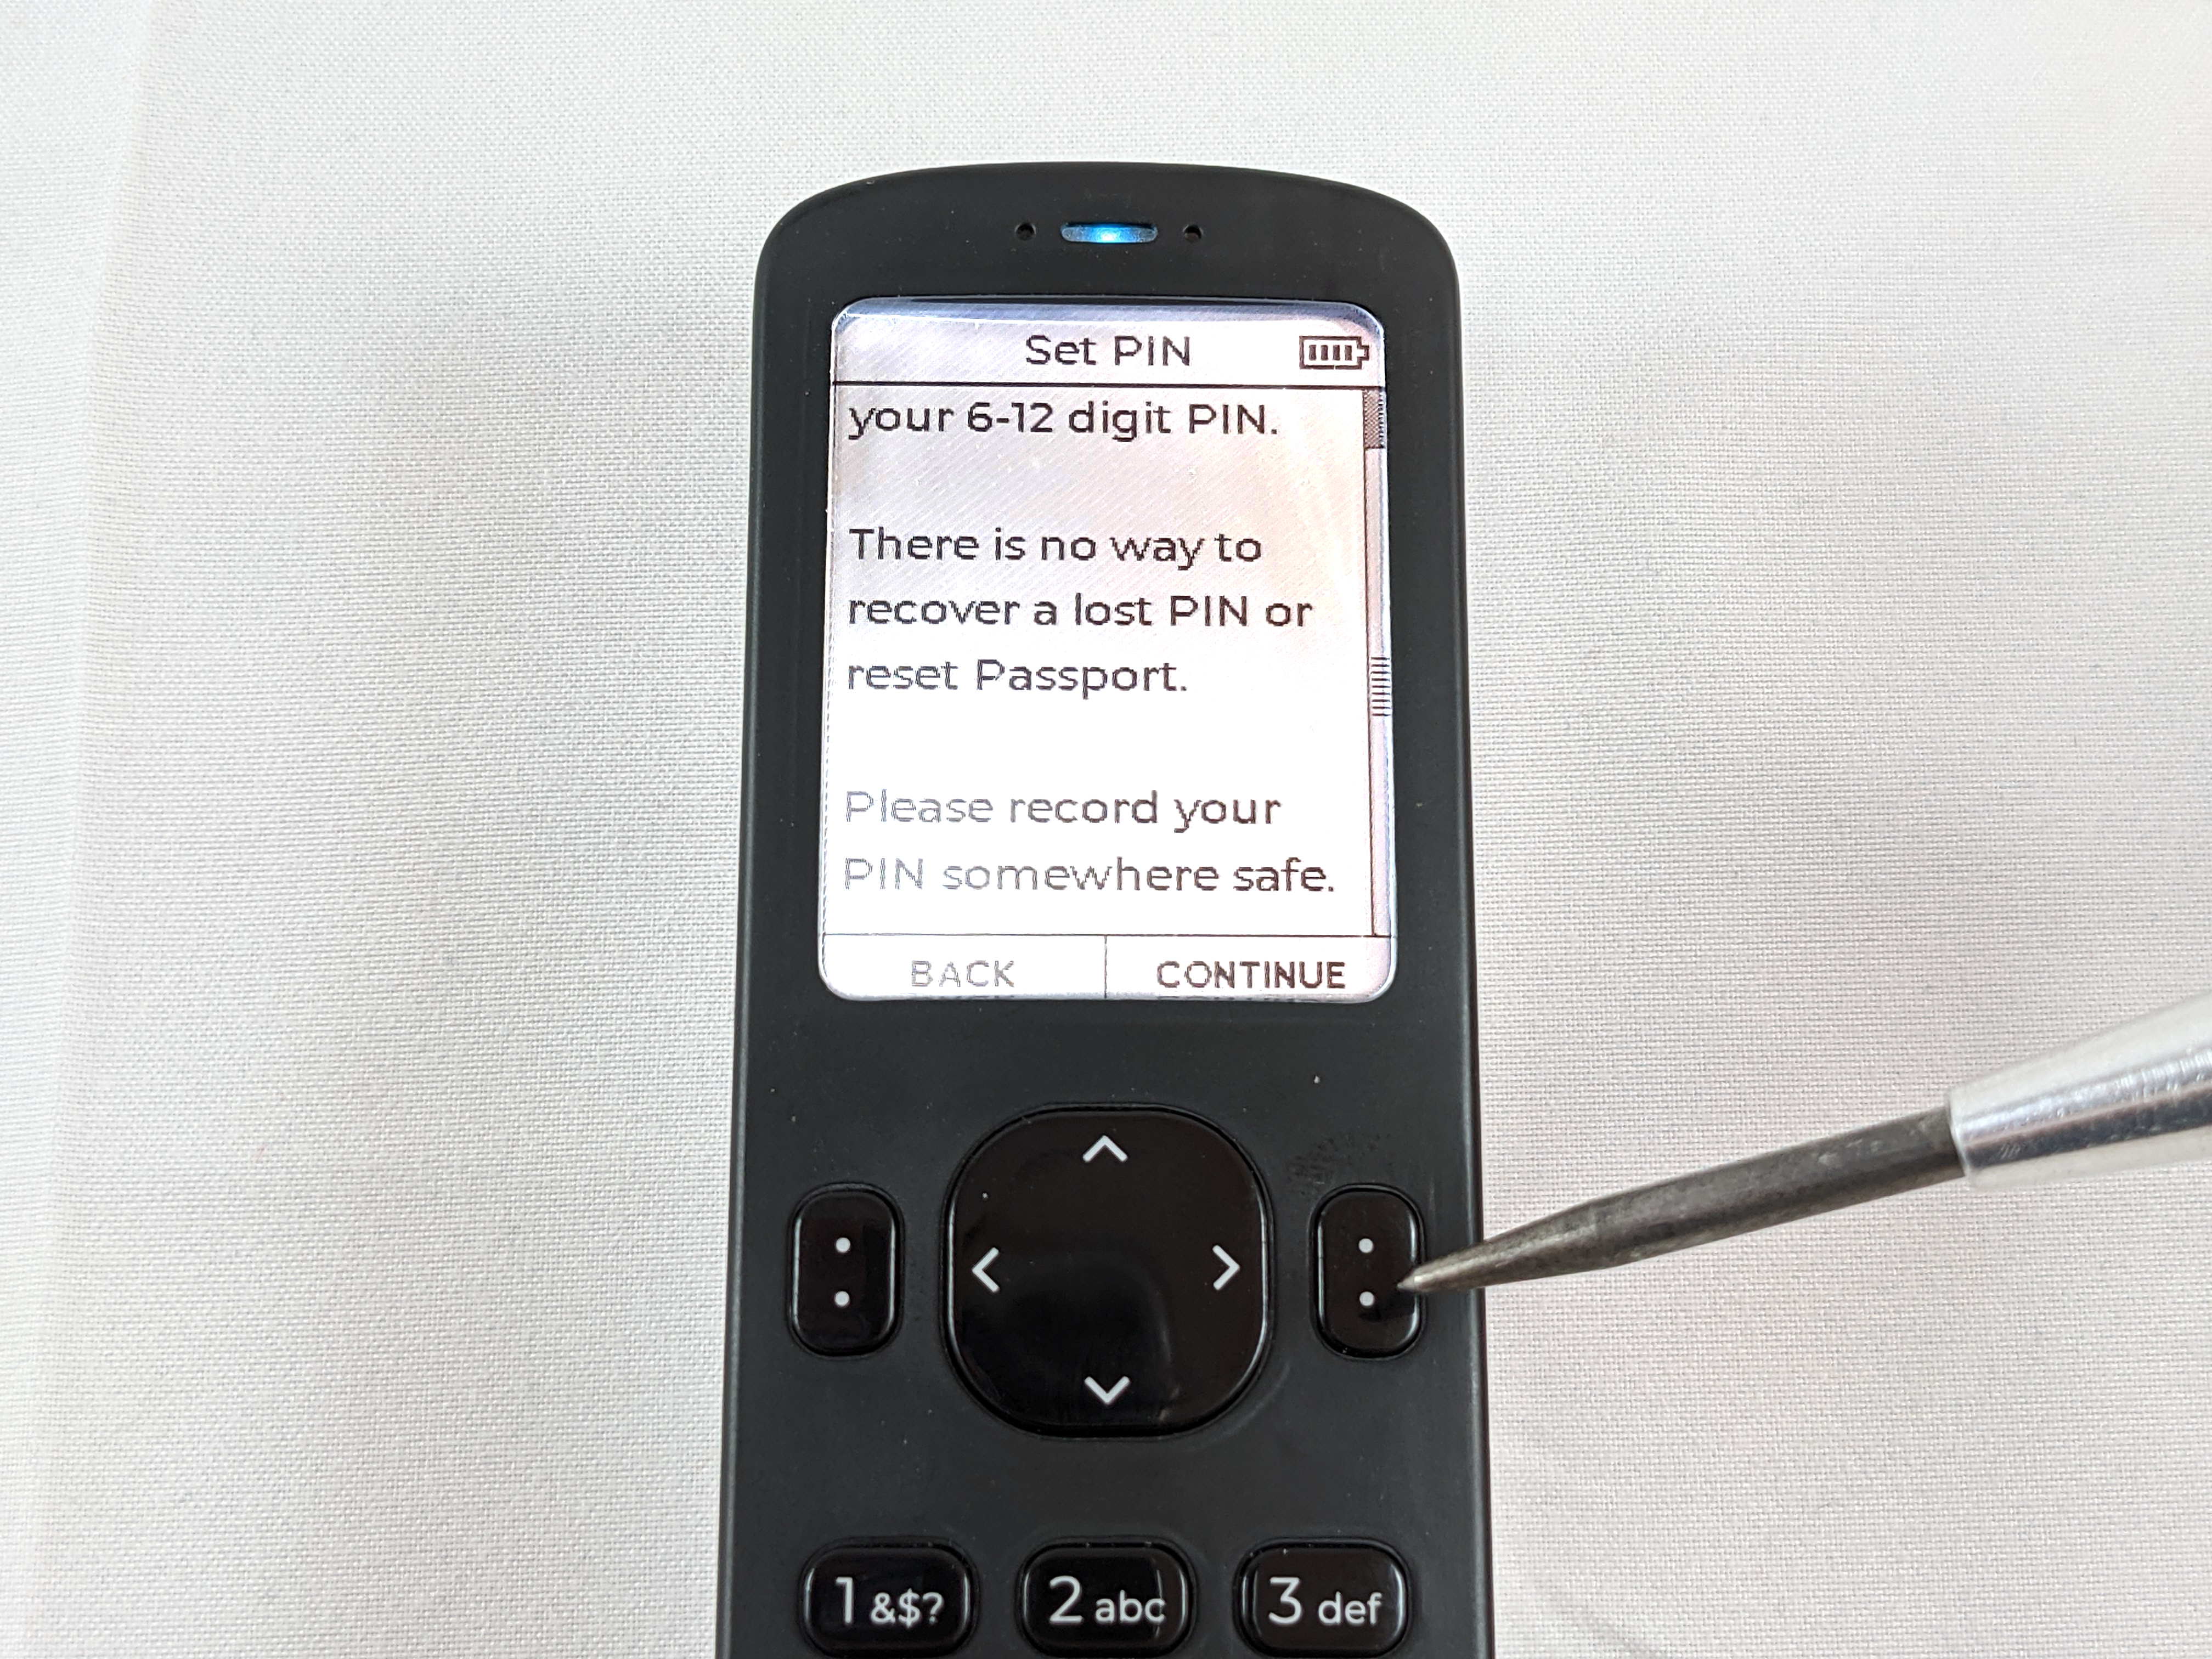 Set PIN
your 6-12 digit PIN.
There is no way to
recover a lost PIN or
reset Passport.
Please record your
PIN somewhere safe.
BACK CONTINUE
1 &$? 2 abc 3 def